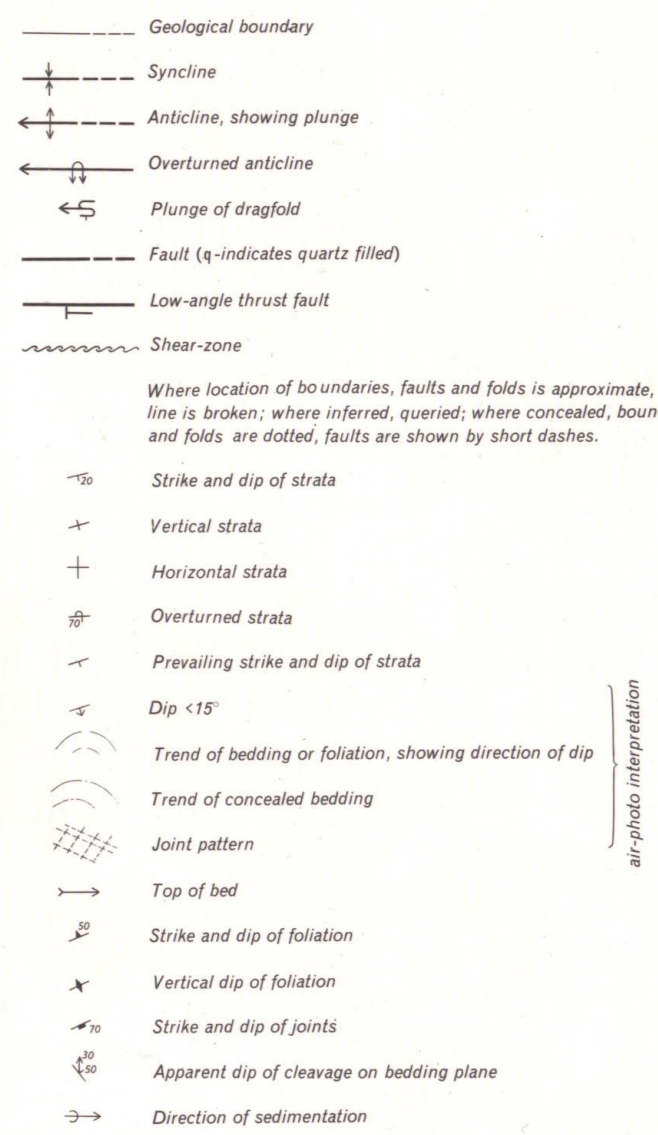 Geological boundary
Syncline
Anticline, showing plunge
Overturned anticline
Plunge of dragfold
Fault (q-indicates quartz filled)
Low-angle thrust fault
Shear-zone
Where location of boundaries, faults and folds is approximate,
line is broken; where inferred, queried; where concealed, boun
and folds are dotted, faults are shown by short dashes.
20 Strike and dip of strata
Vertical strata
Horizontal strata
70 Overturned strata
Prevailing strike and dip of strata
Dip <15°
Trend of bedding or foliation, showing direction of dip
Trend of concealed bedding
Joint pattern
air-photo interpretation
Top of bed
50 Strike and dip of foliation
Vertical dip of foliation
70 Strike and dip of joints
30
50 Apparent dip of cleavage on bedding plane
Direction of sedimentation